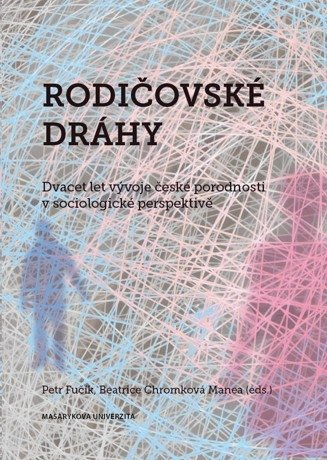 RODIČOVSKÉ
DRÁHY
Dvacet let vývoje české porodnosti
v sociologické perspektivě
Petr Fučík, Beatrice Chromková Manea (eds.)
MASARYKOVA UNIVERZITA